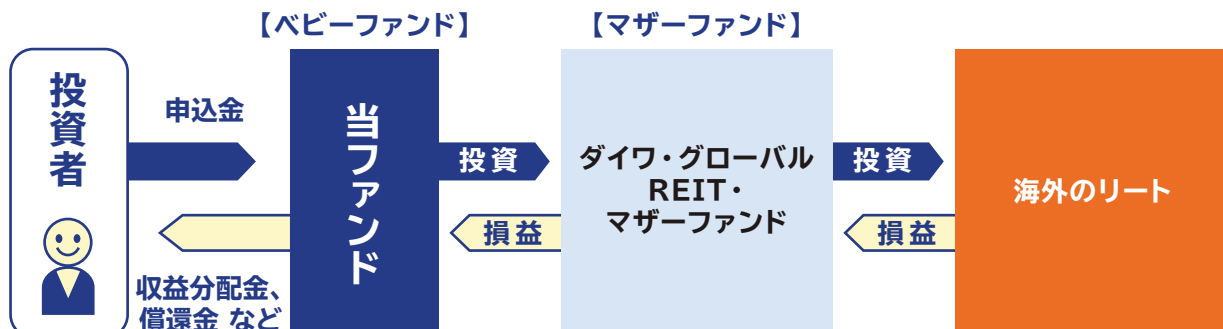 【ベビーファンド】
【マザーファンド】
投資者
申込金
収益分配金、
償還金 など
当ファンド
投資
損益
ダイワ・グローバル
REIT・
マザーファンド
投資
損益
海外のリート